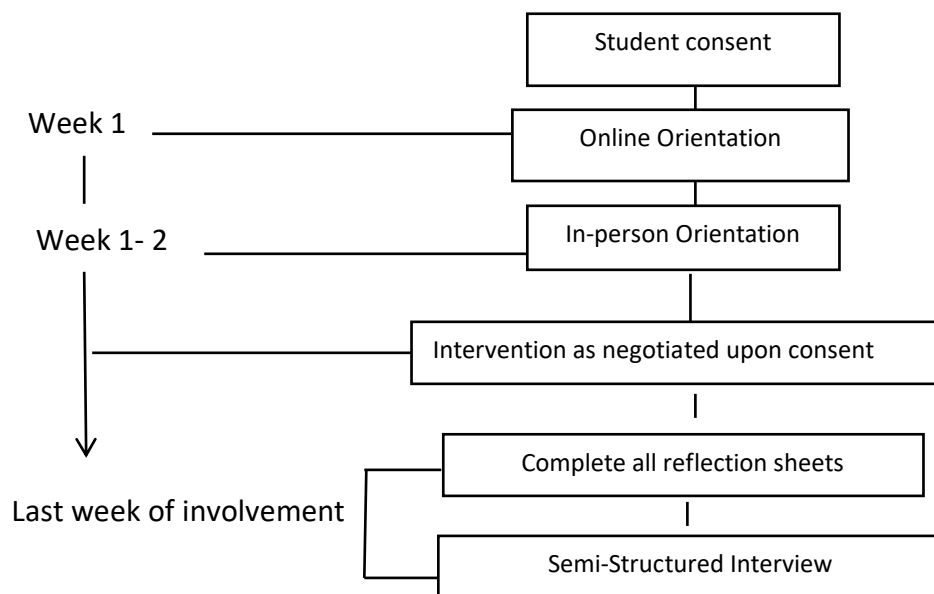 Student consent
Week 1
Online Orientation
Week 1- 2
In-person Orientation
Intervention as negotiated upon consent
Complete all reflection sheets
Last week of involvement
Semi-Structured Interview